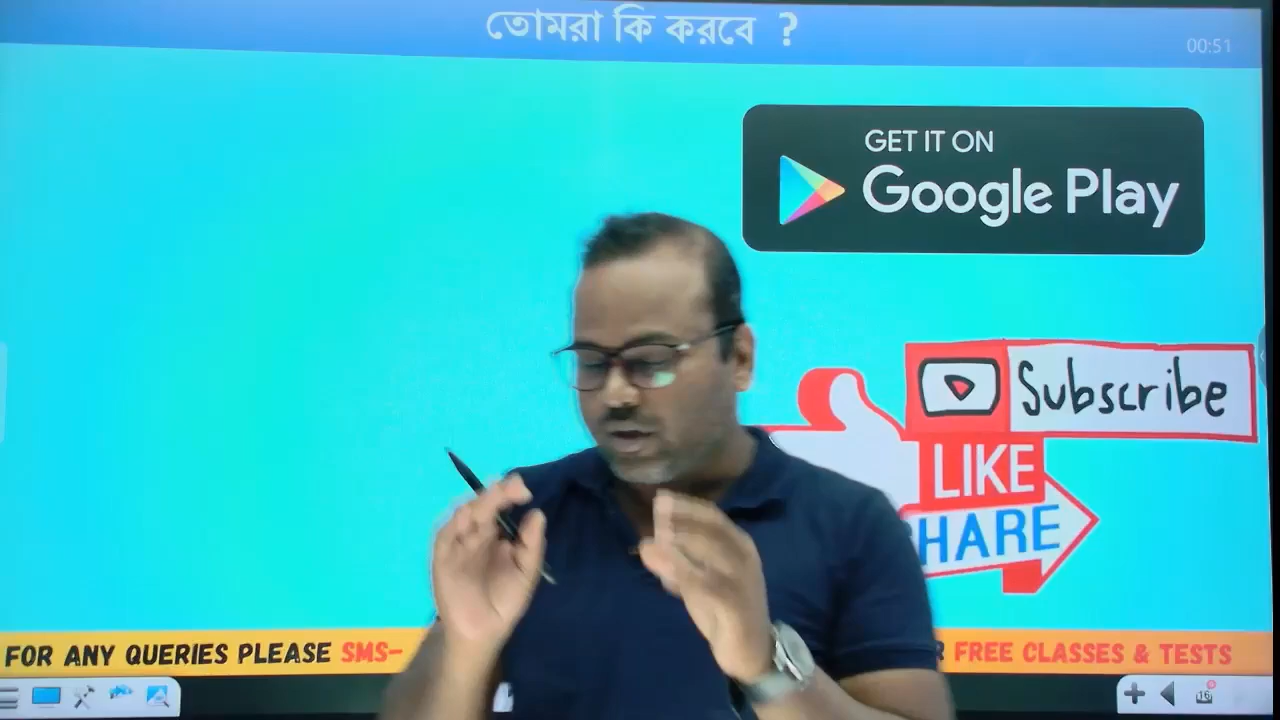 তোমরা কি করবে ?
00:51
GET IT ON
Google Play
Subscribe
LIKE
HARE
FOR ANY QUERIES PLEASE SMS-
FREE CLASSES & TESTS
16